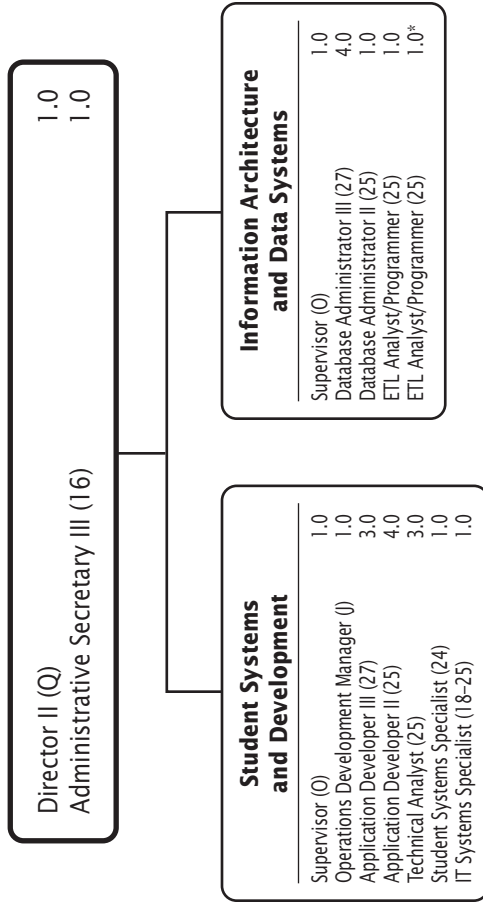 Director II (Q) 1.0
Administrative Secretary III (16) 1.0
Student Systems
and Development
Supervisor (O) 1.0
Operations Development Manager (J) 1.0
Application Developer III (27) 3.0
Application Developer II (25) 4.0
Technical Analyst (25) 3.0
Student Systems Specialist (24) 1.0
IT Systems Specialist (18–25) 1.0
Information Architecture
and Data Systems
Supervisor (O) 1.0
Database Administrator III (27) 4.0
Database Administrator II (25) 1.0
ETL Analyst/Programmer (25) 1.0
ETL Analyst/Programmer (25) 1.0*